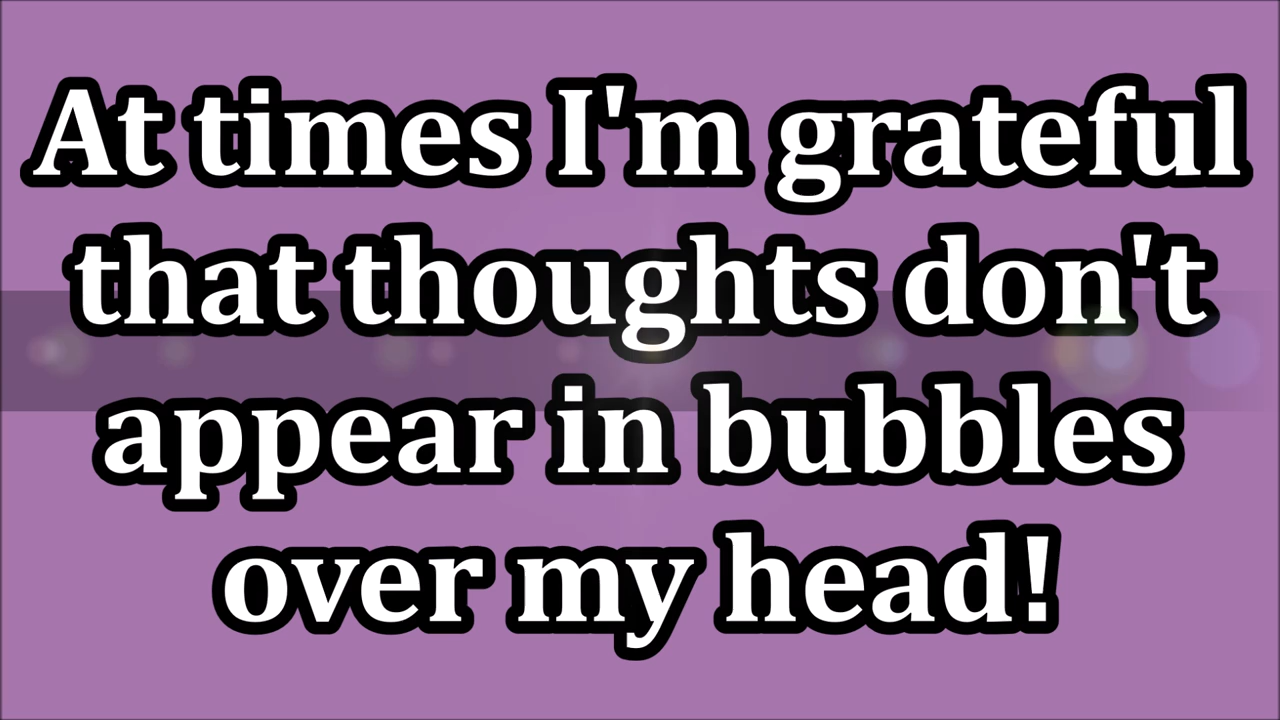 At times I'm grateful
that thoughts don't
appear in bubbles
over my head!